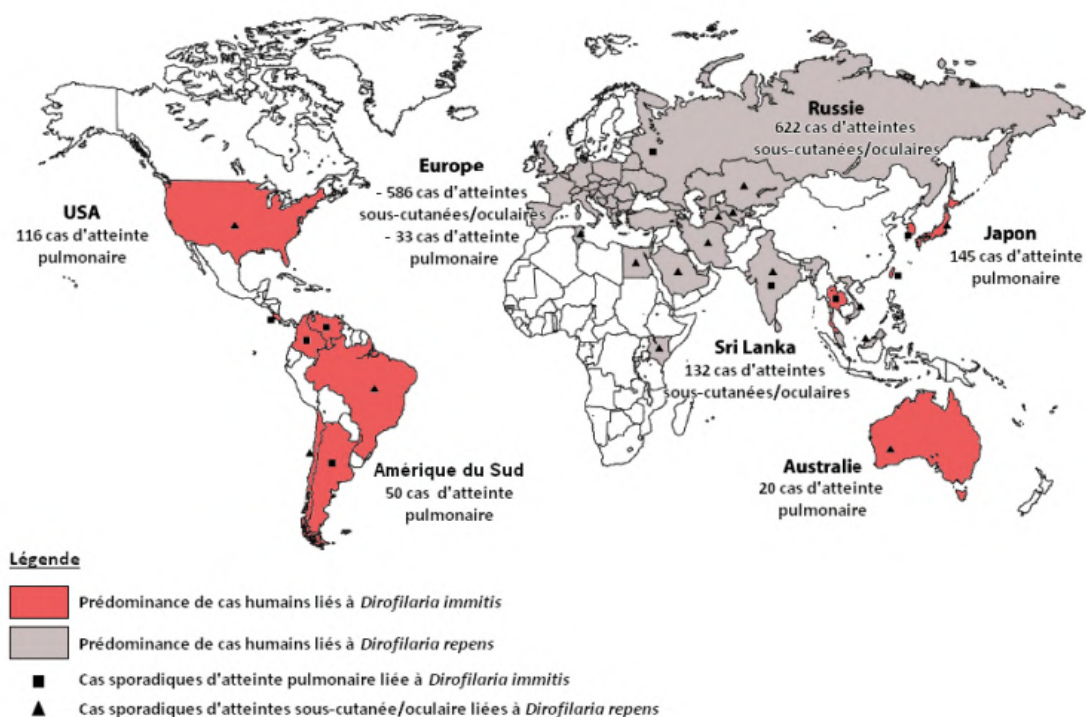 Russie
622 cas d'atteintes
sous-cutanées/oculaires
Europe
- 586 cas d'atteintes
sous-cutanées/oculaires
- 33 cas d'atteinte
pulmonaire
USA
116 cas d'atteinte
pulmonaire
Japon
145 cas d'atteinte
pulmonaire
Sri Lanka
132 cas d'atteintes
sous-cutanées/oculaires
Amérique du Sud
50 cas d'atteinte
pulmonaire
Australie
20 cas d'atteinte
pulmonaire
Légende
Prédominance de cas humains liés à Dirofilaria immitis
Prédominance de cas humains liés à Dirofilaria repens
Cas sporadiques d'atteinte pulmonaire liée à Dirofilaria immitis
Cas sporadiques d'atteintes sous-cutanée/oculaire liées à Dirofilaria repens